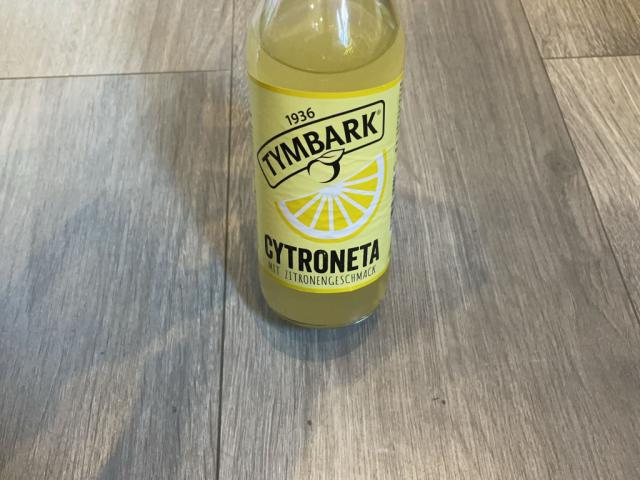 1936
TYMBARK®
CYTRONETA
MIT ZITRONENGESCHMACK